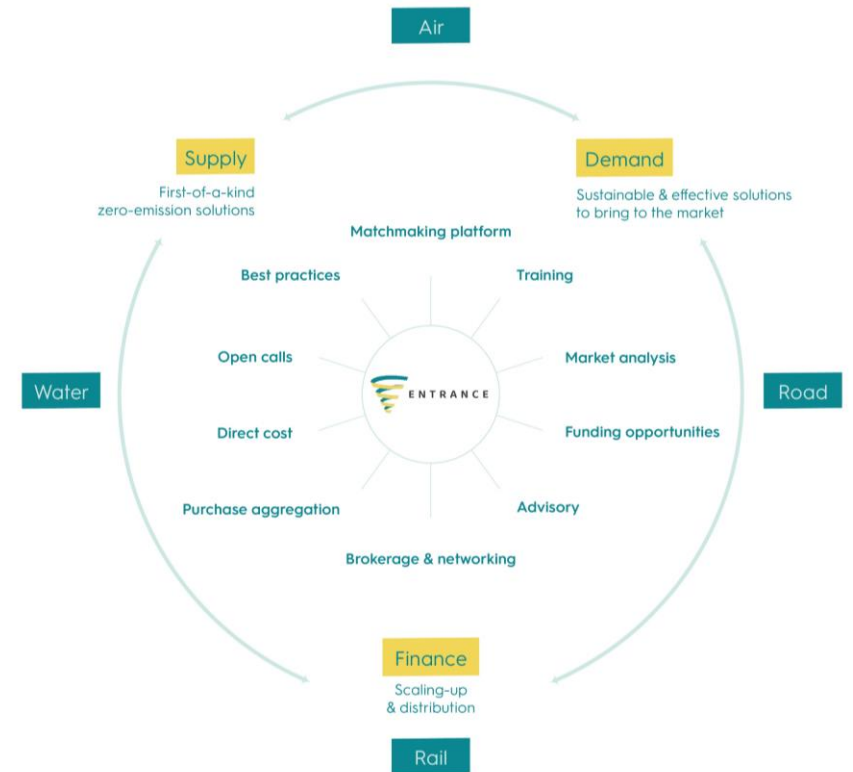 Air
Supply
First-of-a-kind
zero-emission solutions
Demand
Sustainable & effective solutions
to bring to the market
Matchmaking platform
Best practices
Training
Open calls
Market analysis
Water
ENTRANCE
Road
Direct cost
Funding opportunities
Purchase aggregation
Advisory
Brokerage & networking
Finance
Scaling-up
& distribution
Rail